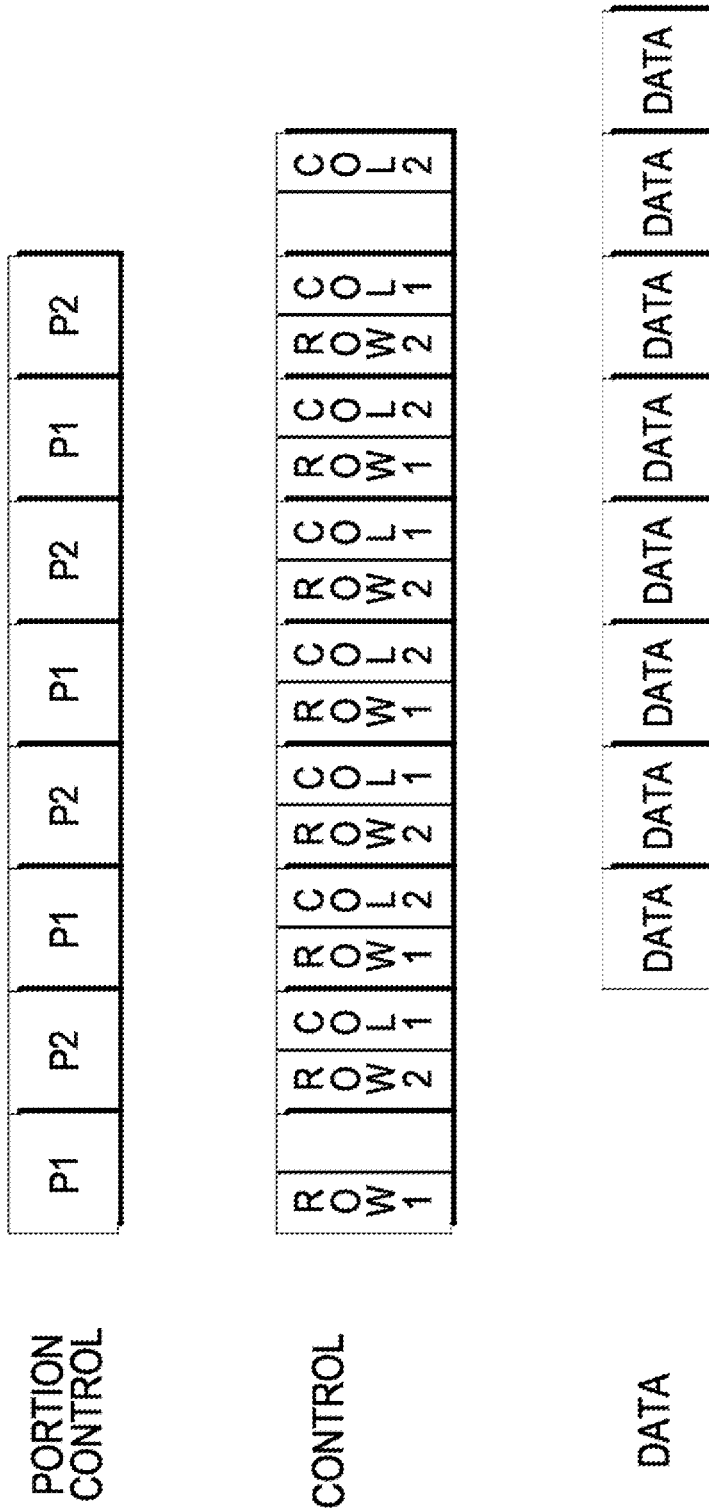 PORTION
CONTROL
P1 P2 P1 P2 P1 P2 P1 P2
CONTROL
ROW1 ROW2 COL1 ROW1 COL2 ROW2 COL1 ROW1 COL2 ROW2 COL1 ROW1 COL2 ROW2 COL1 COL2
DATA
DATA DATA DATA DATA DATA DATA DATA DATA